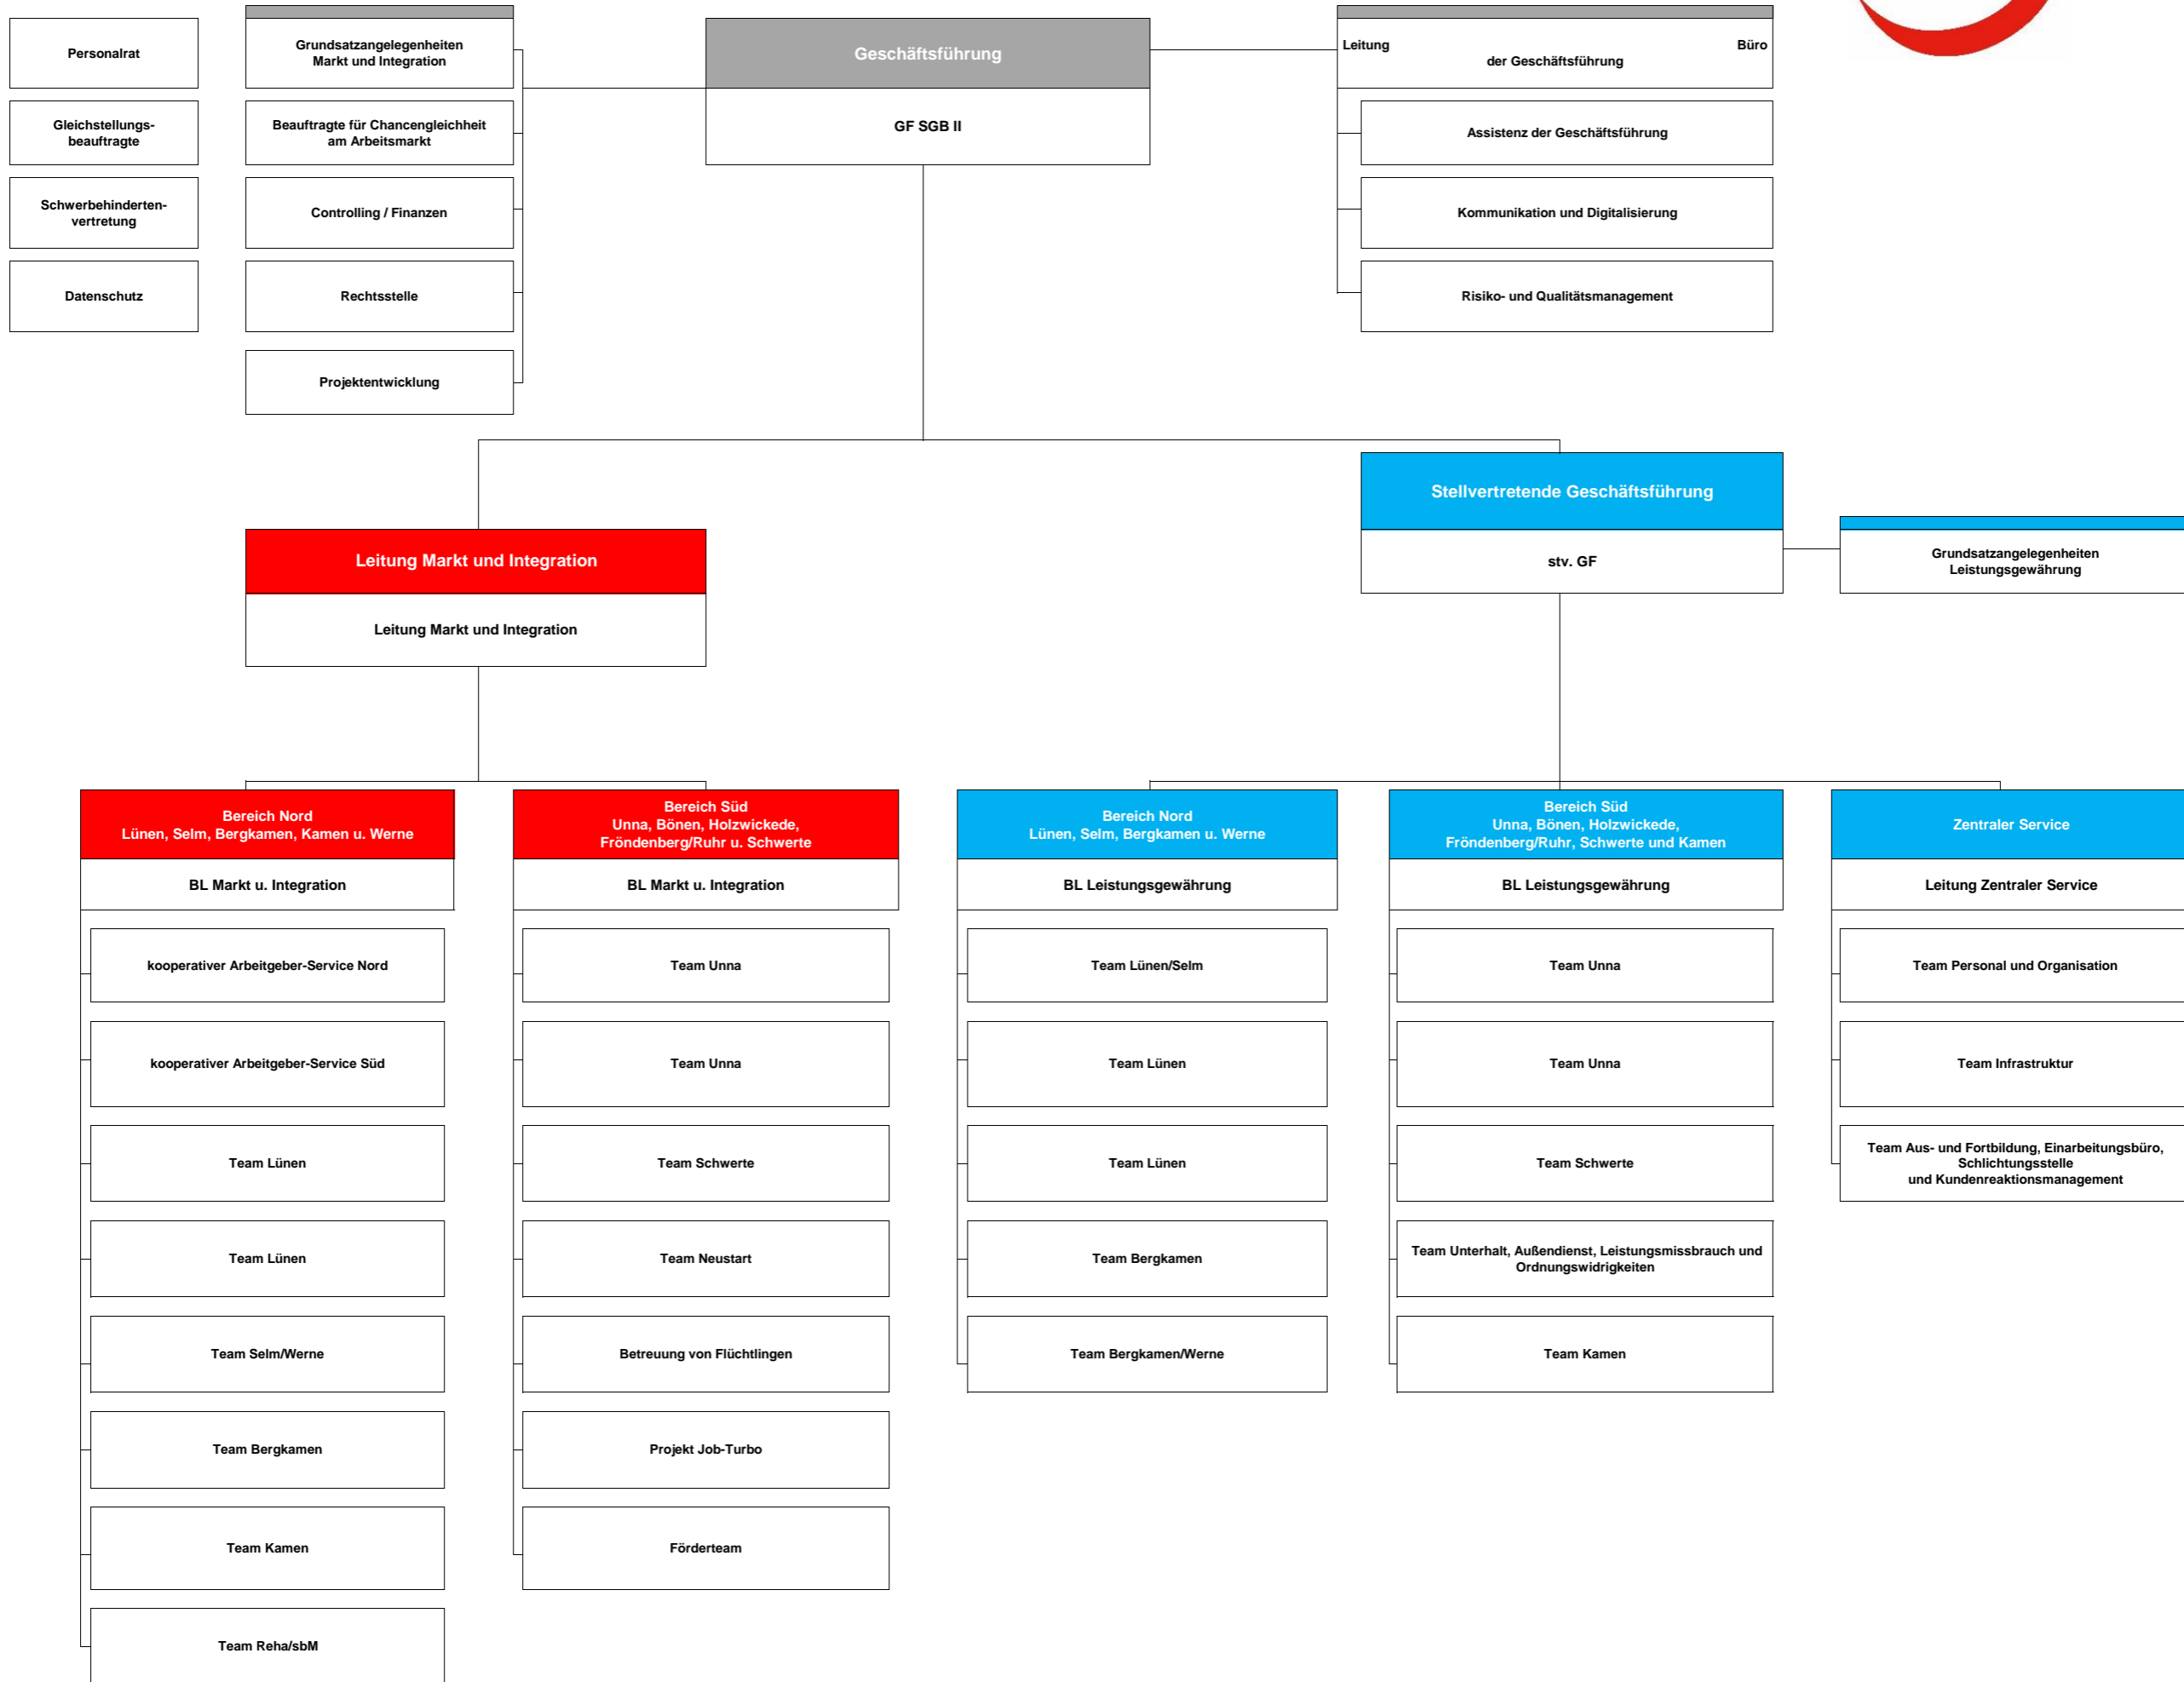 Personalrat
Gleichstellungs-
beauftragte
Schwerbehinderten-
vertretung
Datenschutz
Grundsatzangelegenheiten
Markt und Integration
Beauftragte für Chancengleichheit
am Arbeitsmarkt
Controlling / Finanzen
Rechtsstelle
Projektentwicklung
Geschäftsführung
GF SGB II
Leitung Büro
der Geschäftsführung
Assistenz der Geschäftsführung
Kommunikation und Digitalisierung
Risiko- und Qualitätsmanagement
Leitung Markt und Integration
Leitung Markt und Integration
Stellvertretende Geschäftsführung
stv. GF
Grundsatzangelegenheiten
Leistungsgewährung
Bereich Nord
Lünen, Selm, Bergkamen, Kamen u. Werne
BL Markt u. Integration
kooperativer Arbeitgeber-Service Nord
kooperativer Arbeitgeber-Service Süd
Team Lünen
Team Lünen
Team Selm/Werne
Team Bergkamen
Team Kamen
Team Reha/sbM
Bereich Süd
Unna, Bönen, Holzwickede,
Fröndenberg/Ruhr u. Schwerte
BL Markt u. Integration
Team Unna
Team Unna
Team Schwerte
Team Neustart
Betreuung von Flüchtlingen
Projekt Job-Turbo
Förderteam
Bereich Nord
Lünen, Selm, Bergkamen u. Werne
BL Leistungsgewährung
Team Lünen/Selm
Team Lünen
Team Lünen
Team Bergkamen
Team Bergkamen/Werne
Bereich Süd
Unna, Bönen, Holzwickede,
Fröndenberg/Ruhr, Schwerte und Kamen
BL Leistungsgewährung
Team Unna
Team Unna
Team Schwerte
Team Unterhalt, Außendienst, Leistungsmissbrauch und
Ordnungswidrigkeiten
Team Kamen
Zentraler Service
Leitung Zentraler Service
Team Personal und Organisation
Team Infrastruktur
Team Aus- und Fortbildung, Einarbeitungsbüro,
Schlichtungsstelle
und Kundenreaktionsmanagement